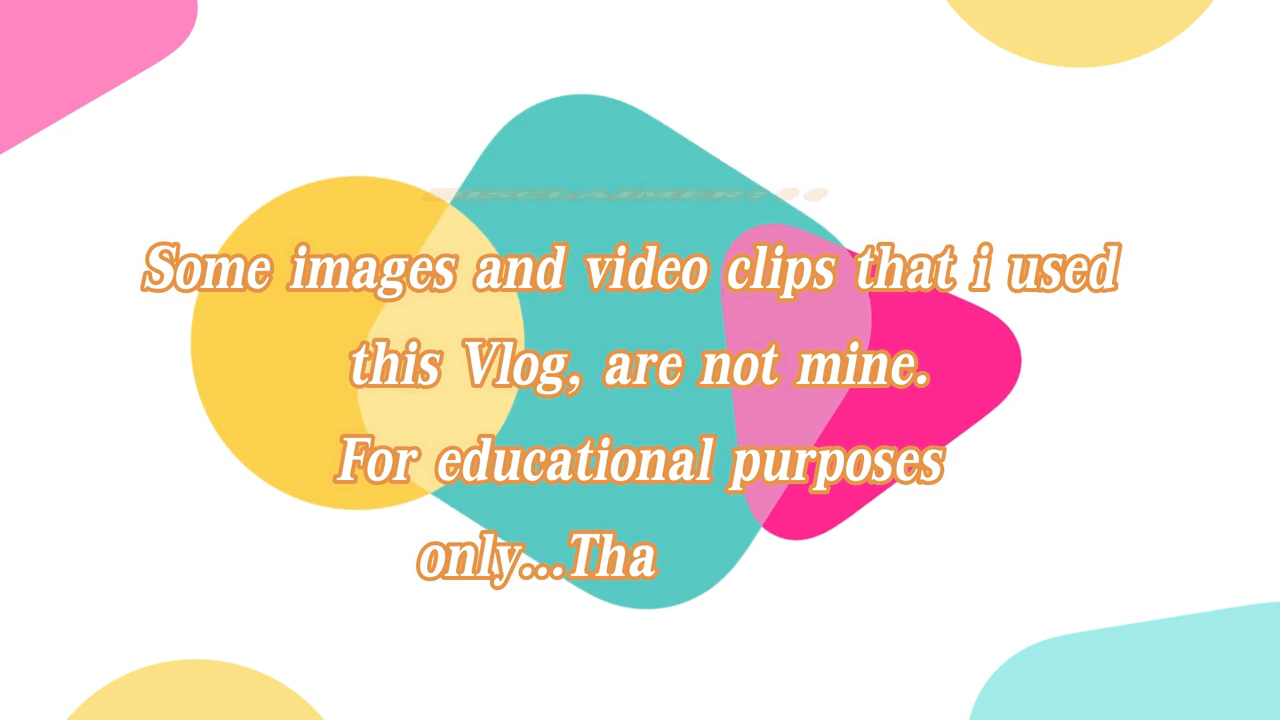 Some images and video clips that i used
this Vlog, are not mine.
For educational purposes
only...Tha